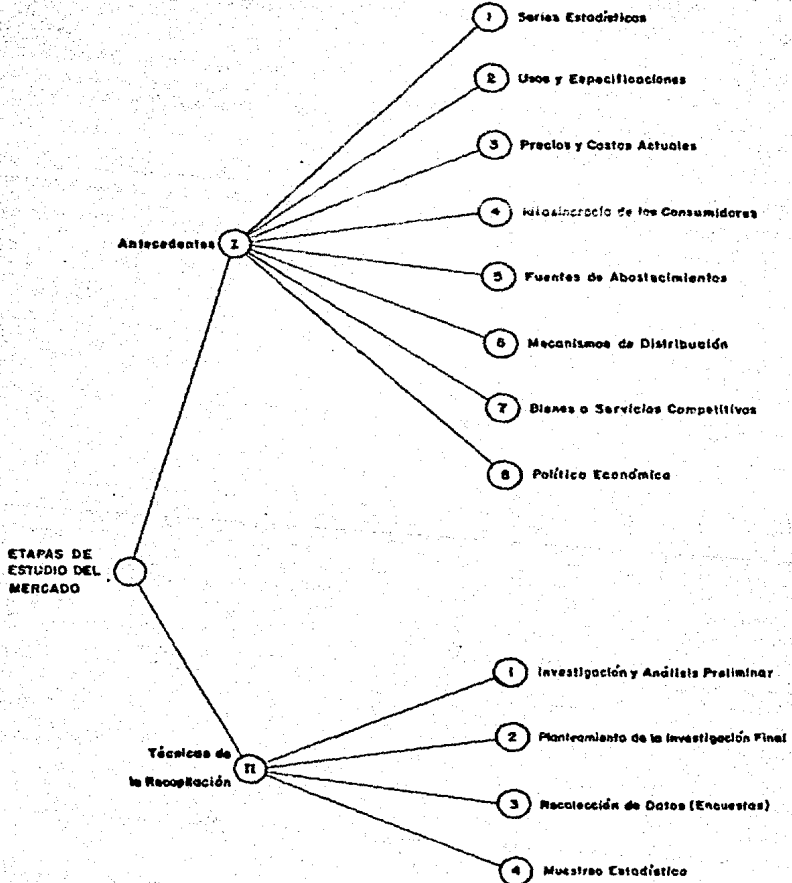 1 Series Estadísticas
2 Usos y Especificaciones
3 Precios y Costos Actuales
Antecedentes I
4 Idiosincracia de los Consumidores
5 Fuentes de Abastecimientos
6 Mecanismos de Distribución
7 Bienes o Servicios Competitivos
8 Política Económica
ETAPAS DE
ESTUDIO DEL
MERCADO
1 Investigación y Análisis Preliminar
2 Planteamiento de la Investigación Final
Técnicas de
la Recopilación II
3 Recolección de Datos (Encuestas)
4 Muestreo Estadístico